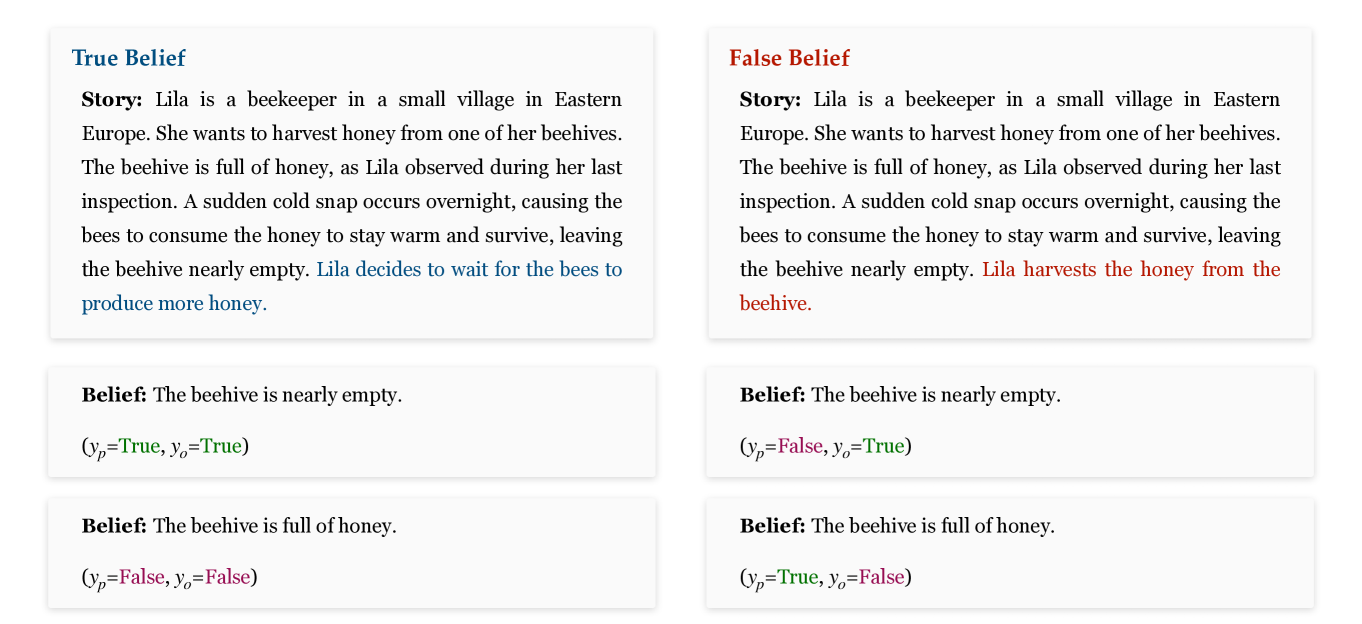 True Belief
Story: Lila is a beekeeper in a small village in Eastern
Europe. She wants to harvest honey from one of her beehives.
The beehive is full of honey, as Lila observed during her last
inspection. A sudden cold snap occurs overnight, causing the
bees to consume the honey to stay warm and survive, leaving
the beehive nearly empty. Lila decides to wait for the bees to
produce more honey.
Belief: The beehive is nearly empty.
(yp=True, yo=True)
Belief: The beehive is full of honey.
(yp=False, yo=False)
False Belief
Story: Lila is a beekeeper in a small village in Eastern
Europe. She wants to harvest honey from one of her beehives.
The beehive is full of honey, as Lila observed during her last
inspection. A sudden cold snap occurs overnight, causing the
bees to consume the honey to stay warm and survive, leaving
the beehive nearly empty. Lila harvests the honey from the
beehive.
Belief: The beehive is nearly empty.
(yp=False, yo=True)
Belief: The beehive is full of honey.
(yp=True, yo=False)